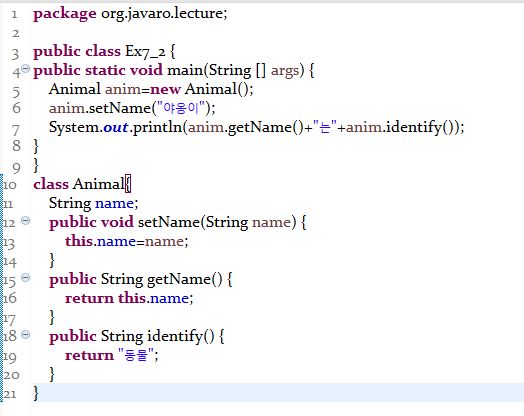 1 package org.javaro.lecture;
2
3 public class Ex7_2 {
4 public static void main(String [] args) {
5 Animal anim=new Animal();
6 anim.setName("야옹이");
7 System.out.println(anim.getName()+"는"+anim.identify());
8 }
9 }
10 class Animal{
11 String name;
12 public void setName(String name) {
13 this.name=name;
14 }
15 public String getName() {
16 return this.name;
17 }
18 public String identify() {
19 return "동물";
20 }
21 }